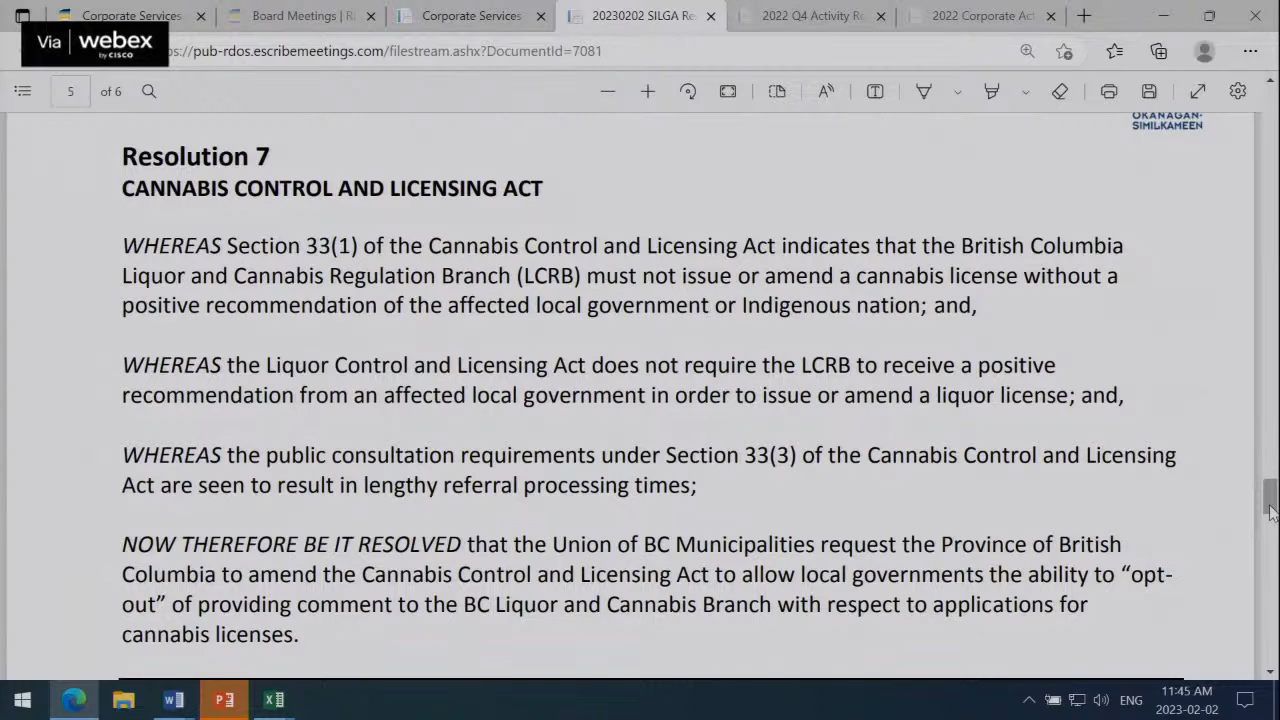 Corporate Services
Board Meetings | R
Corporate Services
20230202 SILGA Re
2022 Q4 Activity Re
2022 Corporate Act
Via webex
by CISCO
ps://pub-rdos.escribemeetings.com/filestream.ashx?DocumentId=7081
5 of 6
OKANAGAN-
SIMILKAMEEN
Resolution 7
CANNABIS CONTROL AND LICENSING ACT
WHEREAS Section 33(1) of the Cannabis Control and Licensing Act indicates that the British Columbia
Liquor and Cannabis Regulation Branch (LCRB) must not issue or amend a cannabis license without a
positive recommendation of the affected local government or Indigenous nation; and,
WHEREAS the Liquor Control and Licensing Act does not require the LCRB to receive a positive
recommendation from an affected local government in order to issue or amend a liquor license; and,
WHEREAS the public consultation requirements under Section 33(3) of the Cannabis Control and Licensing
Act are seen to result in lengthy referral processing times;
NOW THEREFORE BE IT RESOLVED that the Union of BC Municipalities request the Province of British
Columbia to amend the Cannabis Control and Licensing Act to allow local governments the ability to “opt-
out” of providing comment to the BC Liquor and Cannabis Branch with respect to applications for
cannabis licenses.
ENG
11:45 AM
2023-02-02